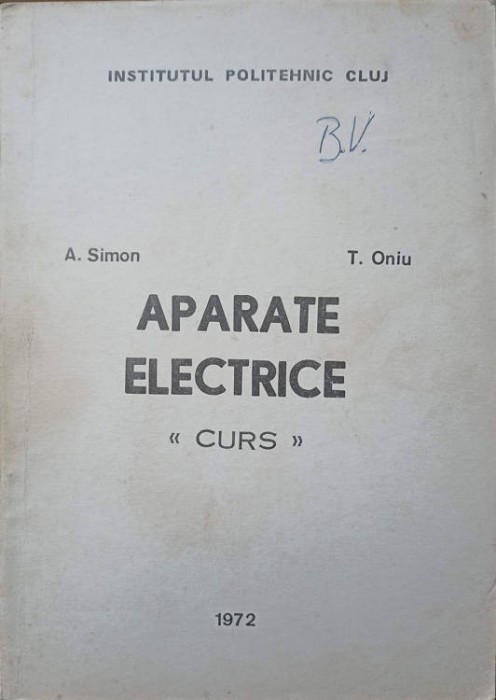 INSTITUTUL POLITEHNIC CLUJ
B.V.
A. Simon T. Oniu
APARATE
ELECTRICE
« CURS »
1972